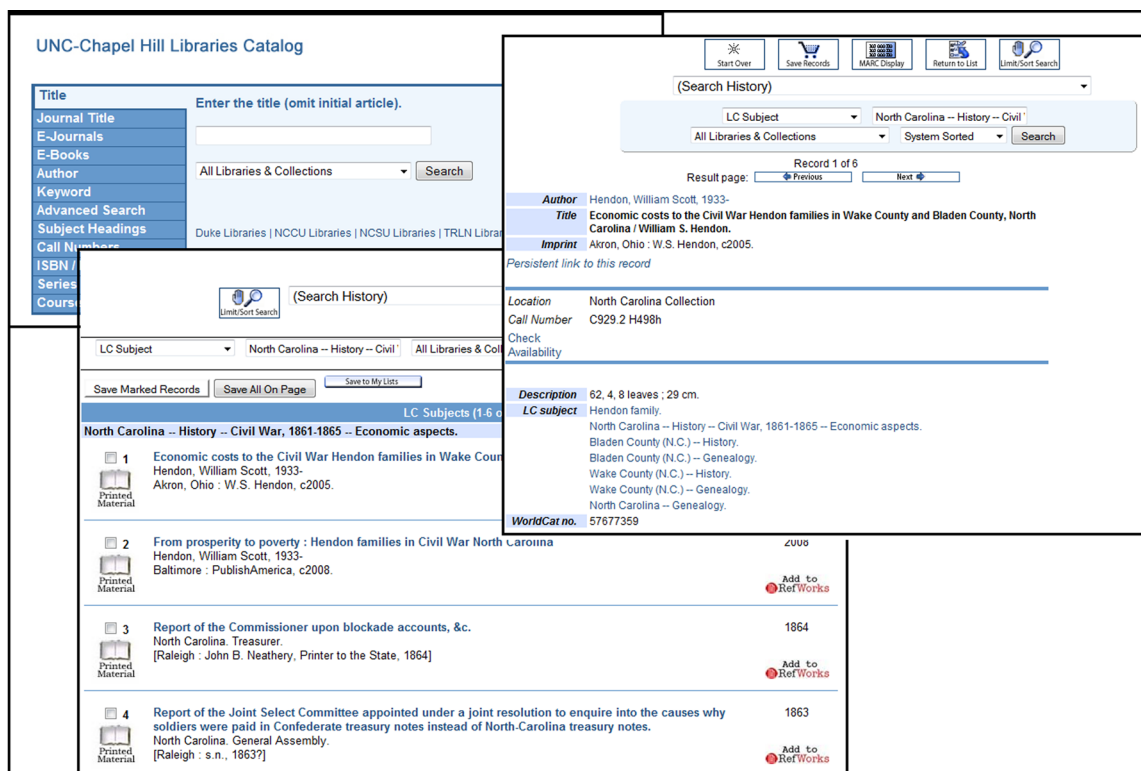 UNC-Chapel Hill Libraries Catalog
Title
Journal Title
E-Journals
E-Books
Author
Keyword
Advanced Search
Subject Headings
Call Numbers
ISBN /
Series
Course
Enter the title (omit initial article).
All Libraries & Collections
Search
Duke Libraries | NCCU Libraries | NCSU Libraries | TRLN Librar
Limit/Sort Search
(Search History)
LC Subject
North Carolina -- History -- Civil '
All Libraries & Coll
Save Marked Records
Save All On Page
Save to My Lists
LC Subjects (1-6 o
North Carolina -- History -- Civil War, 1861-1865 -- Economic aspects.
1
Printed Material
Economic costs to the Civil War Hendon families in Wake Coun
Hendon, William Scott, 1933-
Akron, Ohio : W.S. Hendon, c2005.
2
Printed Material
From prosperity to poverty : Hendon families in Civil War North Carolina
Hendon, William Scott, 1933-
Baltimore : PublishAmerica, c2008.
2008
Add to
RefWorks
3
Printed Material
Report of the Commissioner upon blockade accounts, &c.
North Carolina. Treasurer.
[Raleigh : John B. Neathery, Printer to the State, 1864]
1864
Add to
RefWorks
4
Printed Material
Report of the Joint Select Committee appointed under a joint resolution to enquire into the causes why
soldiers were paid in Confederate treasury notes instead of North-Carolina treasury notes.
North Carolina. General Assembly.
[Raleigh : s.n., 1863?]
1863
Add to
RefWorks
Start Over
Save Records
MARC Display
Return to List
Limit/Sort Search
(Search History)
LC Subject
North Carolina -- History -- Civil '
All Libraries & Collections
System Sorted
Search
Record 1 of 6
Result page: Previous Next
Author Hendon, William Scott, 1933-
Title Economic costs to the Civil War Hendon families in Wake County and Bladen County, North
Carolina / William S. Hendon.
Imprint Akron, Ohio : W.S. Hendon, c2005.
Persistent link to this record
Location North Carolina Collection
Call Number C929.2 H498h
Check
Availability
Description 62, 4, 8 leaves ; 29 cm.
LC subject Hendon family.
North Carolina -- History -- Civil War, 1861-1865 -- Economic aspects.
Bladen County (N.C.) -- History.
Bladen County (N.C.) -- Genealogy.
Wake County (N.C.) -- History.
Wake County (N.C.) -- Genealogy.
North Carolina -- Genealogy.
WorldCat no. 57677359